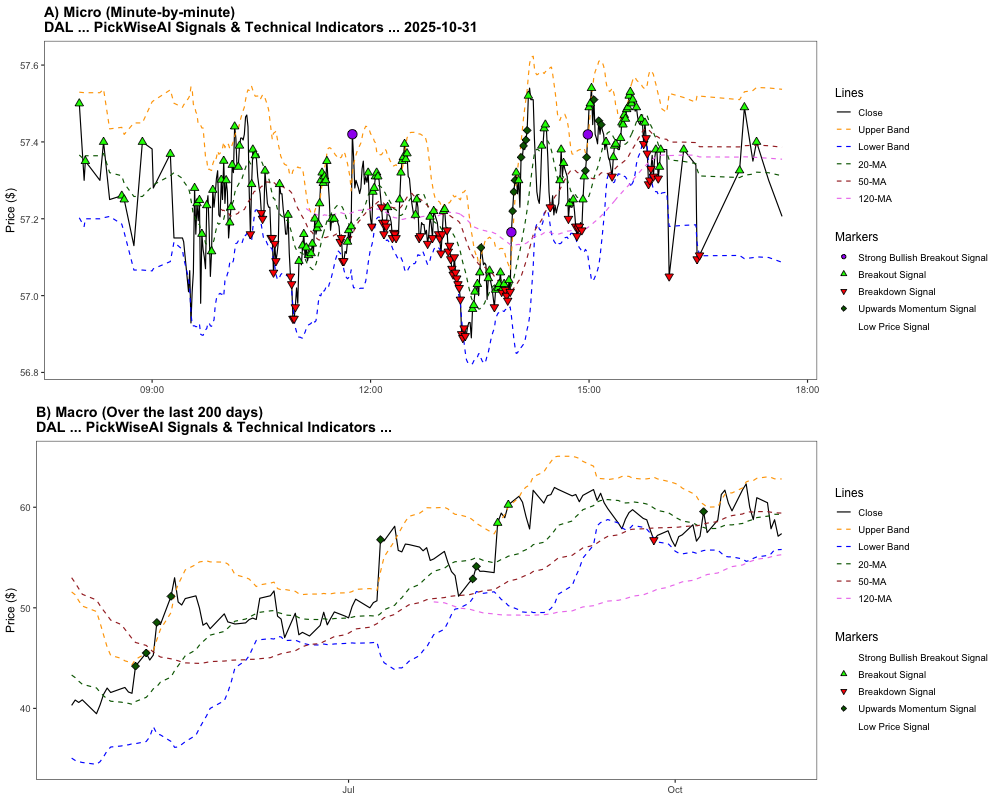 A) Micro (Minute-by-minute)
DAL ... PickWiseAI Signals & Technical Indicators ... 2025-10-31
57.6
57.4
57.2
57.0
56.8
Price ($)
09:00
12:00
15:00
18:00
Lines
Close
Upper Band
Lower Band
20-MA
50-MA
120-MA
Markers
Strong Bullish Breakout Signal
Breakout Signal
Breakdown Signal
Upwards Momentum Signal
Low Price Signal
B) Macro (Over the last 200 days)
DAL ... PickWiseAI Signals & Technical Indicators ...
60
50
40
Price ($)
Jul
Oct
Lines
Close
Upper Band
Lower Band
20-MA
50-MA
120-MA
Markers
Strong Bullish Breakout Signal
Breakout Signal
Breakdown Signal
Upwards Momentum Signal
Low Price Signal